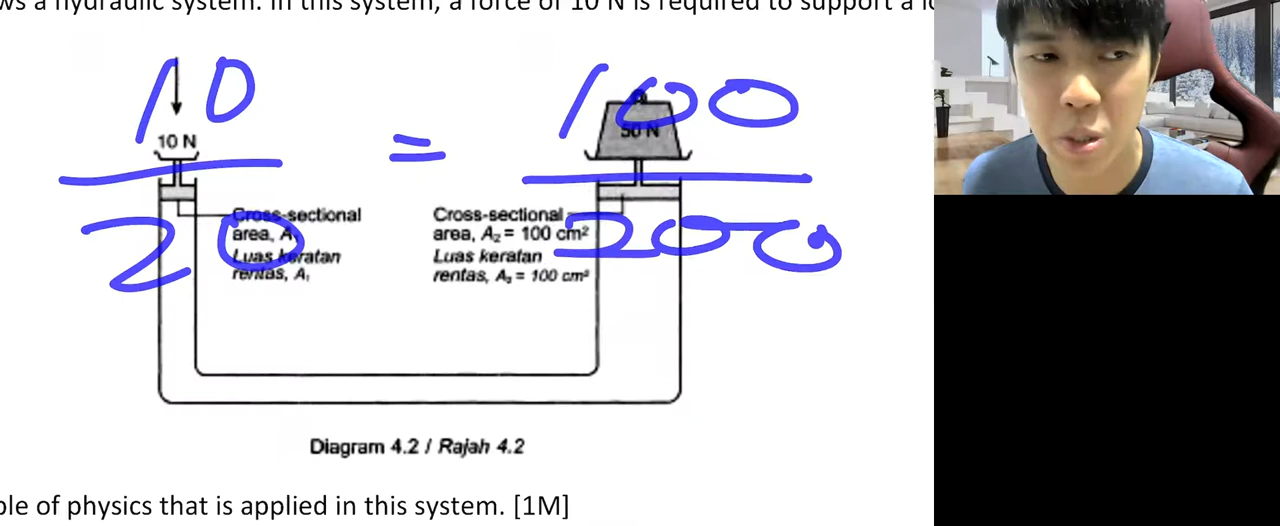 ws a hydraulic system. In this system, a force of 10 N is required to support a
10
100
10 N
50 N
=
20
200
Cross-sectional
area, A₁
Luas keratan
rentas, A₁
Cross-sectional
area, A₂ = 100 cm²
Luas keratan
rentas, A₂ = 100 cm²
Diagram 4.2 / Rajah 4.2
ple of physics that is applied in this system. [1M]